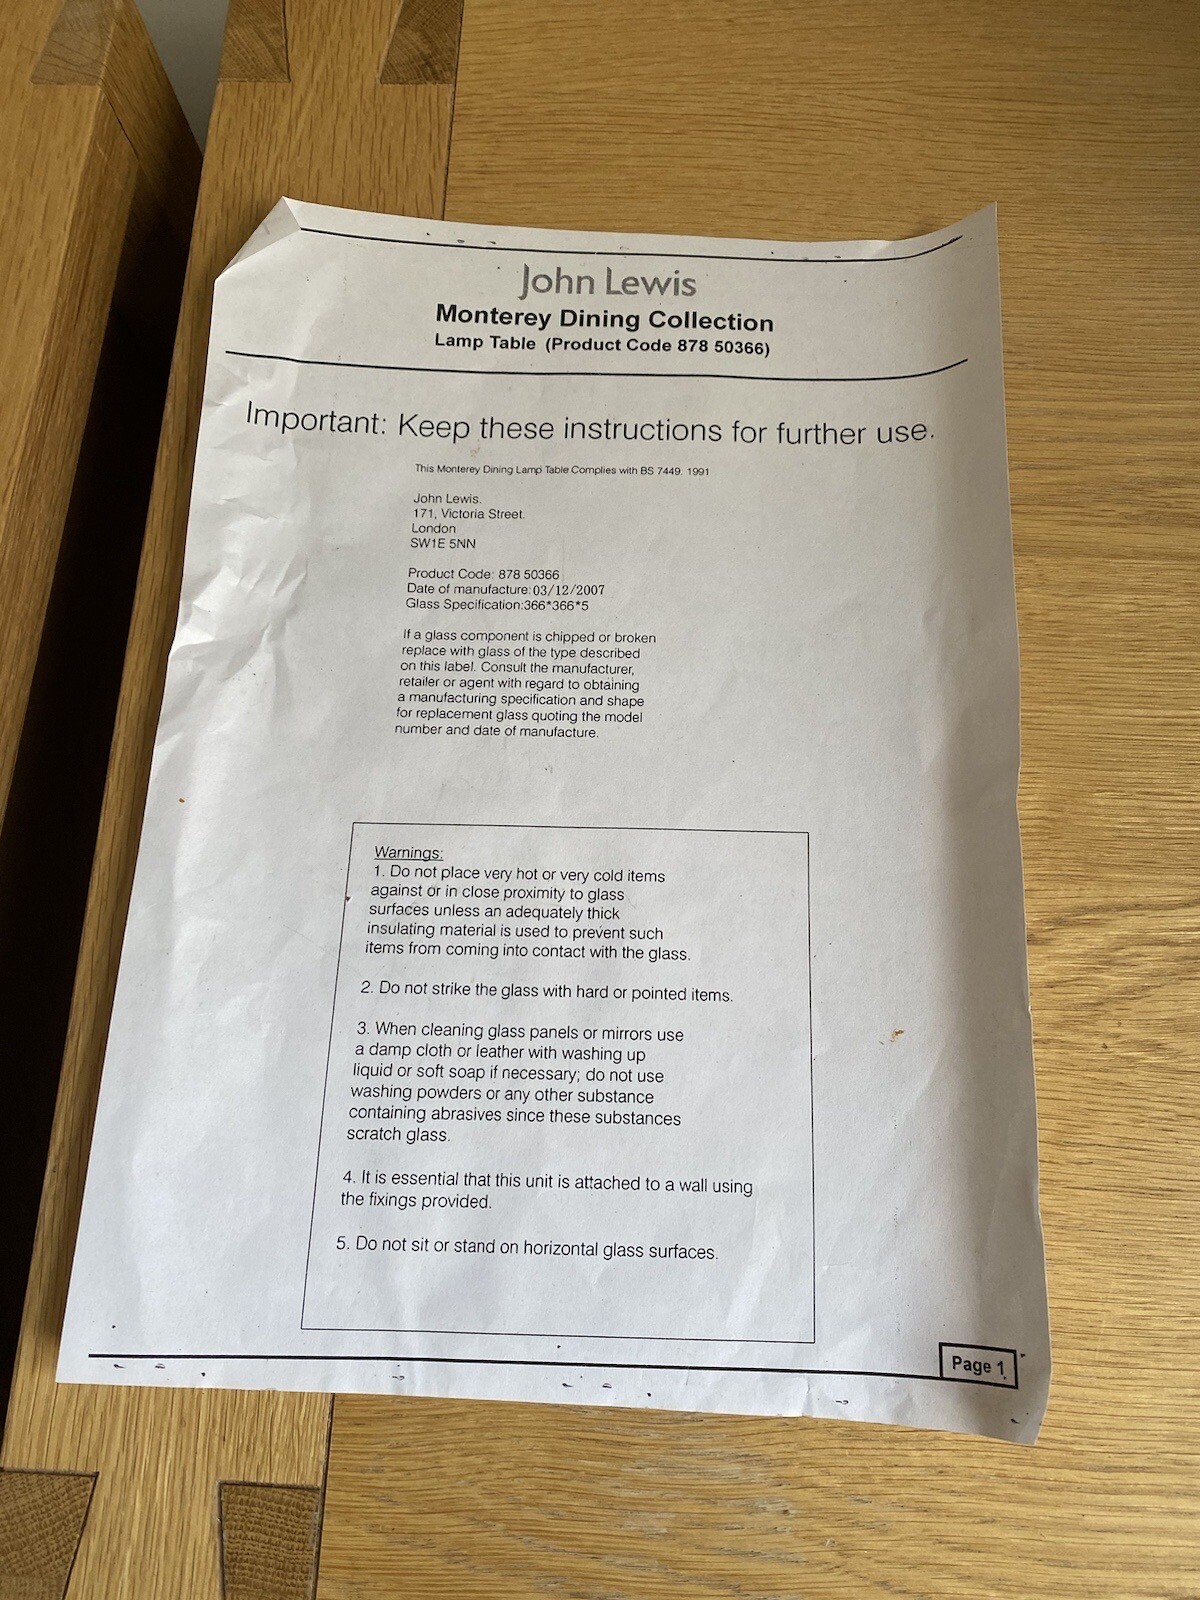 John Lewis
Monterey Dining Collection
Lamp Table (Product Code 878 50366)
Important: Keep these instructions for further use.
This Monterey Dining Lamp Table Complies with BS 7449: 1991
John Lewis.
171, Victoria Street.
London
SW1E 5NN
Product Code: 878 50366
Date of manufacture:03/12/2007
Glass Specification:366*366*5
If a glass component is chipped or broken
replace with glass of the type described
on this label. Consult the manufacturer,
retailer or agent with regard to obtaining
a manufacturing specification and shape
for replacement glass quoting the model
number and date of manufacture.
Warnings:
1. Do not place very hot or very cold items
against or in close proximity to glass
surfaces unless an adequately thick
insulating material is used to prevent such
items from coming into contact with the glass.
2. Do not strike the glass with hard or pointed items.
3. When cleaning glass panels or mirrors use
a damp cloth or leather with washing up
liquid or soft soap if necessary; do not use
washing powders or any other substance
containing abrasives since these substances
scratch glass.
4. It is essential that this unit is attached to a wall using
the fixings provided.
5. Do not sit or stand on horizontal glass surfaces.
Page 1